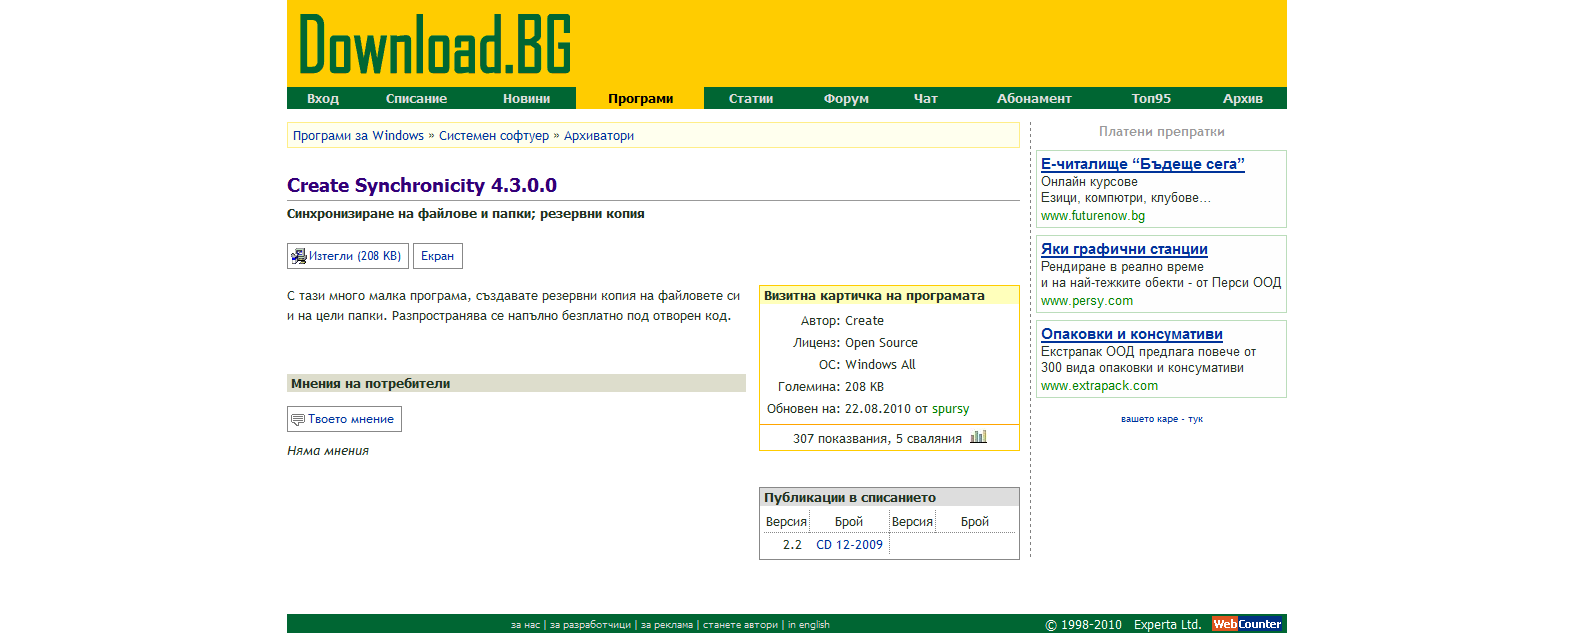 Download.BG
Вход Списание Новини Програми Статии Форум Чат Абонамент Топ95 Архив
Програми за Windows » Системен софтуер » Архиватори
Create Synchronicity 4.3.0.0
Синхронизиране на файлове и папки; резервни копия
Изтегли (208 KB) Екран
С тази много малка програма, създавате резервни копия на файловете си
и на цели папки. Разпространява се напълно безплатно под отворен код.
Мнения на потребители
Твоето мнение
Няма мнения
Визитна картичка на програмата
Автор: Create
Лиценз: Open Source
ОС: Windows All
Големина: 208 KB
Обновен на: 22.08.2010 от spursy
307 показвания, 5 сваляния
Публикации в списанието
Версия Брой Версия Брой
2.2 CD 12-2009
Платени препратки
Е-читалище “Бъдеще сега”
Онлайн курсове
Езици, компютри, клубове...
www.futurenow.bg
Яки графични станции
Рендиране в реално време
и на най-тежките обекти - от Перси ООД
www.persy.com
Опаковки и консумативи
Екстрапак ООД предлага повече от
300 вида опаковки и консумативи
www.extrapack.com
вашето каре - тук
за нас | за разработчици | за реклама | станете автори | in english
© 1998-2010 Experta Ltd. WebCounter